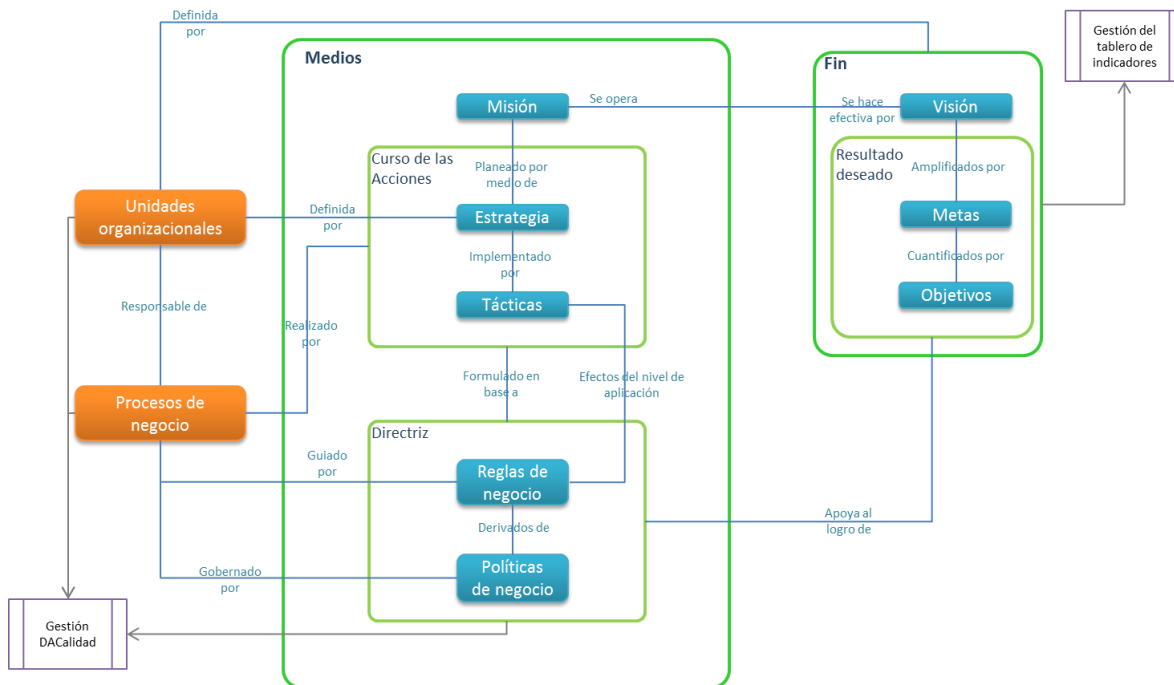 Definida
por
Gestión del
tablero de
indicadores
Medios
Fin
Misión
Se opera
Se hace
efectiva por
Visión
Curso de las
Acciones
Planeado por
medio de
Resultado
deseado
Amplificados por
Unidades
organizacionales
Definida
por
Estrategia
Metas
Implementado
por
Cuantificados por
Responsable de
Tácticas
Objetivos
Realizado
por
Formulado en
base a
Efectos del nivel de
aplicación
Procesos de
negocio
Directriz
Guiado
por
Reglas de
negocio
Apoya al
logro de
Derivados de
Gobernado
por
Políticas
de negocio
Gestión
DACalidad